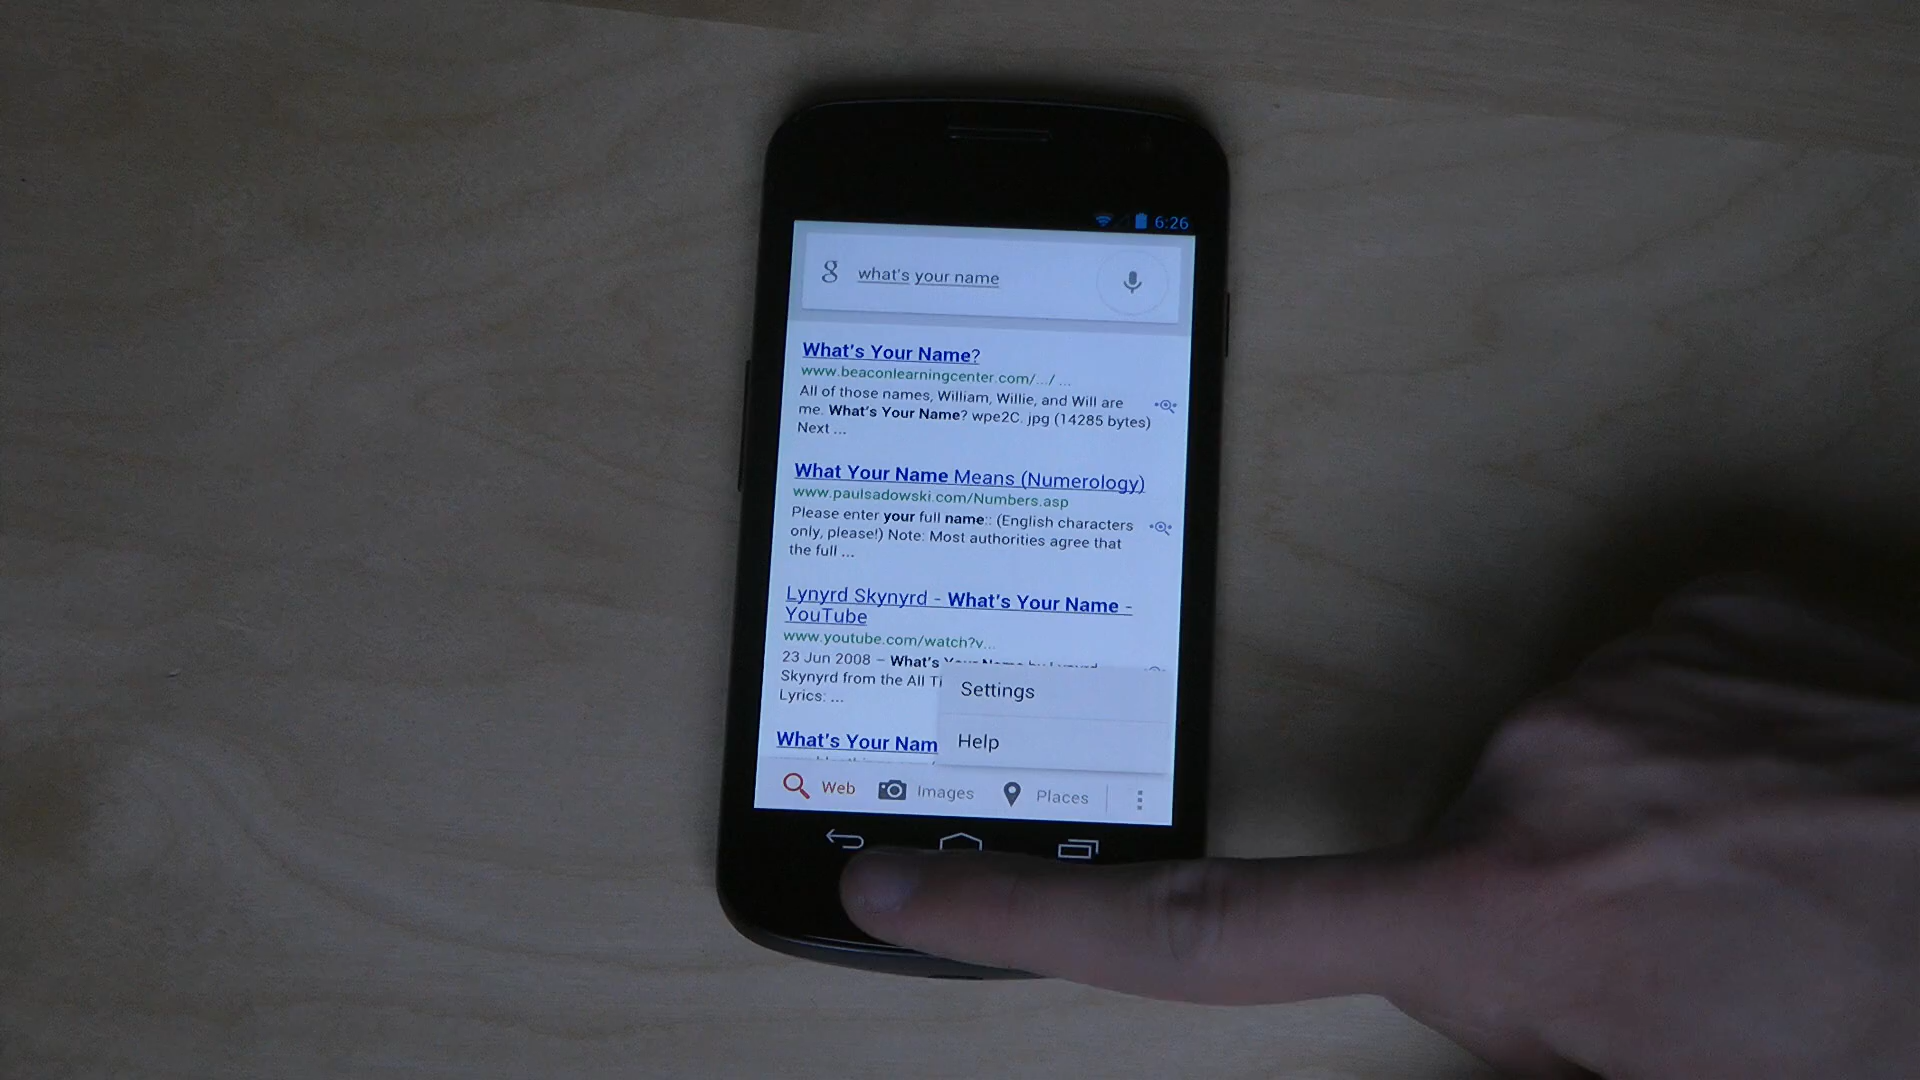 6:26
g what's your name
What's Your Name?
www.beaconlearningcenter.com/.../ ...
All of those names, William, Willie, and Will are
me. What's Your Name? wpe2C. jpg (14285 bytes)
Next ...
What Your Name Means (Numerology)
www.paulsadowski.com/Numbers.asp
Please enter your full name:: (English characters
only, please!) Note: Most authorities agree that
the full ...
Lynyrd Skynyrd - What's Your Name -
YouTube
www.youtube.com/watch?v...
23 Jun 2008 – What's
Skynyrd from the All Ti
Lyrics: ...
Settings
What's Your Nam
Help
Web Images Places